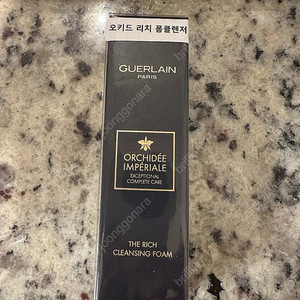 오키드 리치 폼클렌저
GUERLAIN
PARIS
ORCHIDÉE
IMPÉRIALE
EXCEPTIONAL
COMPLETE CARE
THE RICH
CLEANSING FOAM
joonggonara